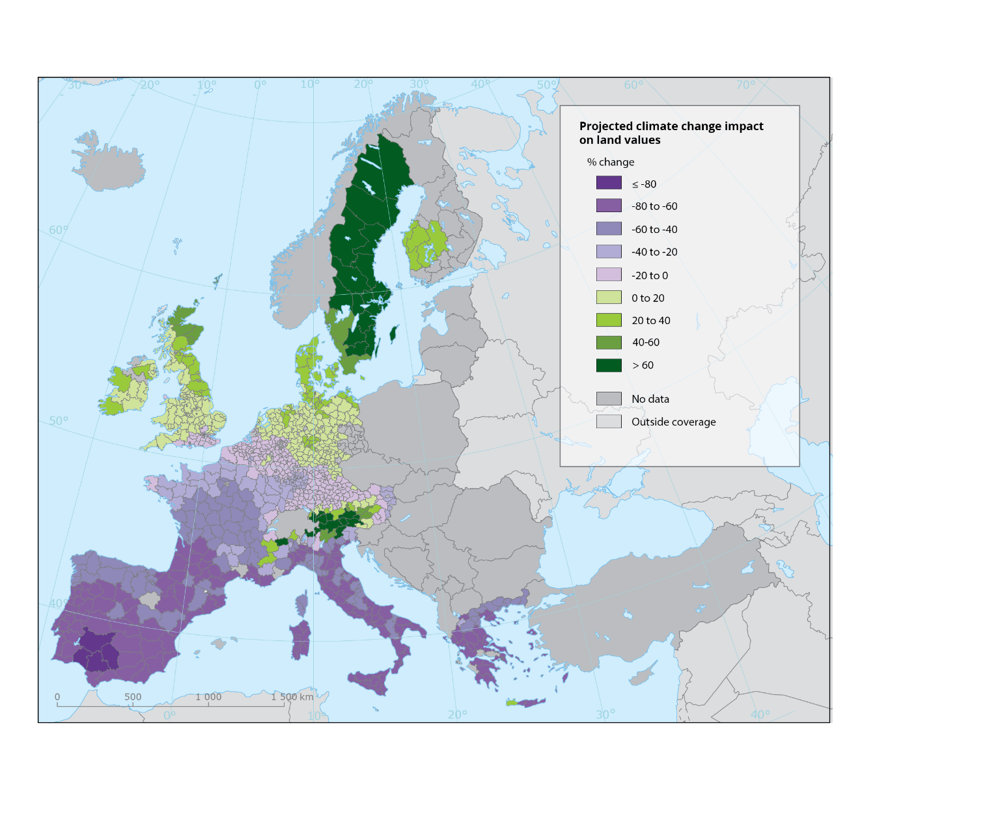 30° 20° 10° 0° 10° 20° 30° 40° 50° 60° 70°
Projected climate change impact
on land values
% change
≤ -80
-80 to -60
-60 to -40
-40 to -20
-20 to 0
0 to 20
20 to 40
40-60
> 60
No data
Outside coverage
60°
50°
40°
0 500 1 000 1 500 km
0° 10° 20° 30° 40°